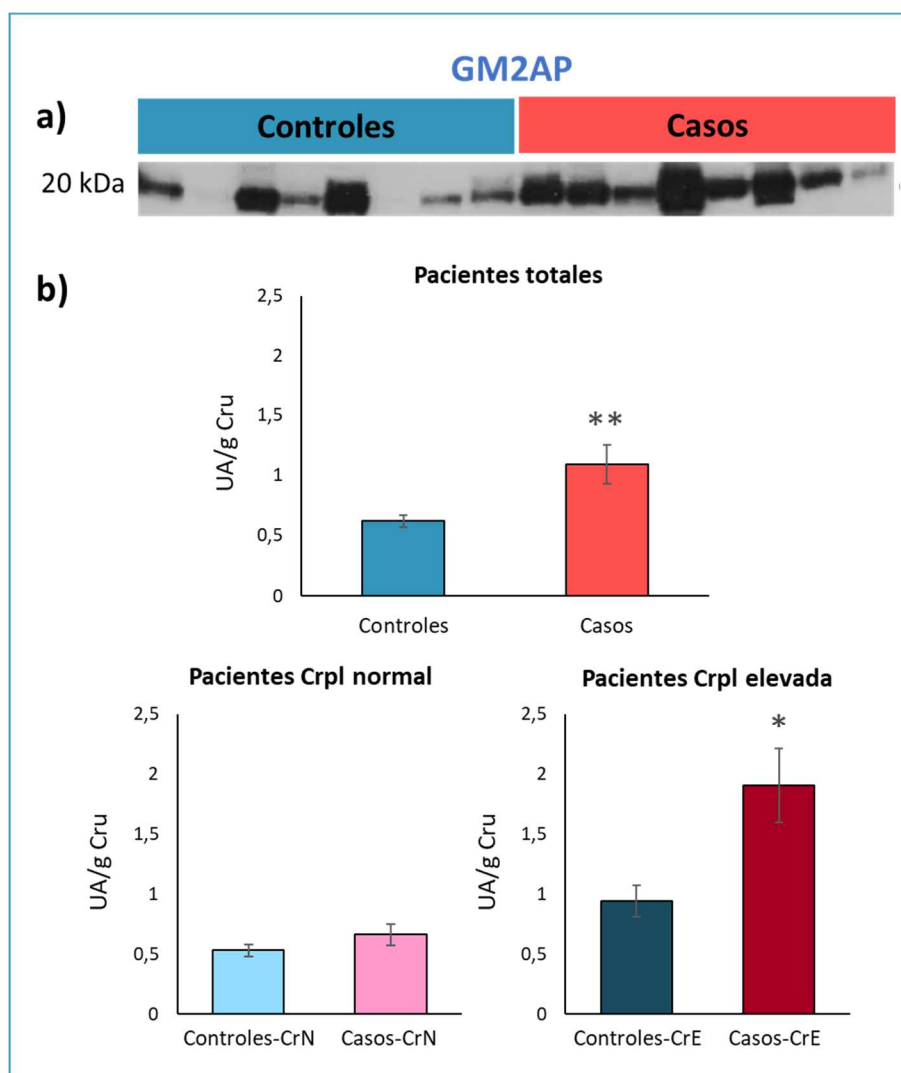 GM2AP
a)
Controles Casos
20 kDa
b)
Pacientes totales
2,5
2
1,5
1
0,5
0
UA/g Cru
**
Controles Casos
Pacientes Crpl normal
2,5
2
1,5
1
0,5
0
UA/g Cru
Controles-CrN Casos-CrN
Pacientes Crpl elevada
2,5
2
1,5
1
0,5
0
UA/g Cru
*
Controles-CrE Casos-CrE